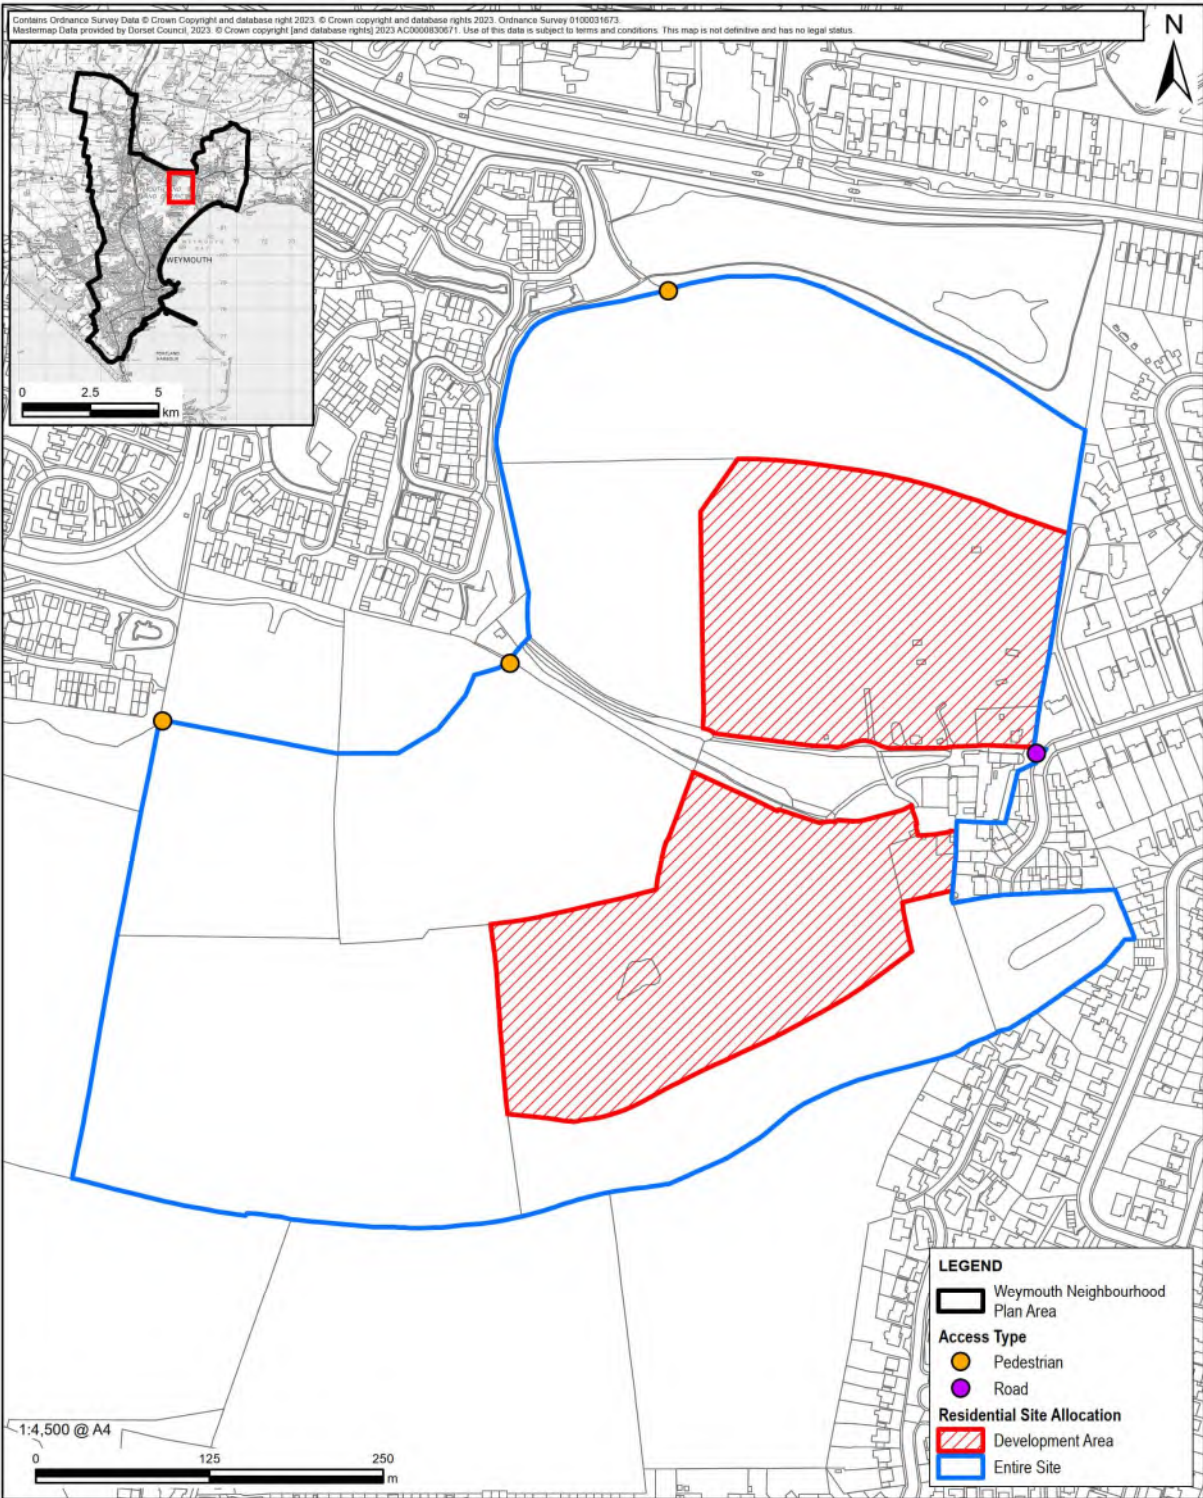 Contains Ordnance Survey Data © Crown Copyright and database right 2023. © Crown copyright and database rights 2023. Ordnance Survey 0100031673.
Mastermap Data provided by Dorset Council, 2023. © Crown copyright [and database rights] 2023 AC0000830671. Use of this data is subject to terms and conditions. This map is not definitive and has no legal status.
N
WEYMOUTH
PORTLAND
HARBOUR
0 2.5 5
km
LEGEND
Weymouth Neighbourhood
Plan Area
Access Type
Pedestrian
Road
Residential Site Allocation
Development Area
Entire Site
1:4,500 @ A4
0 125 250
m